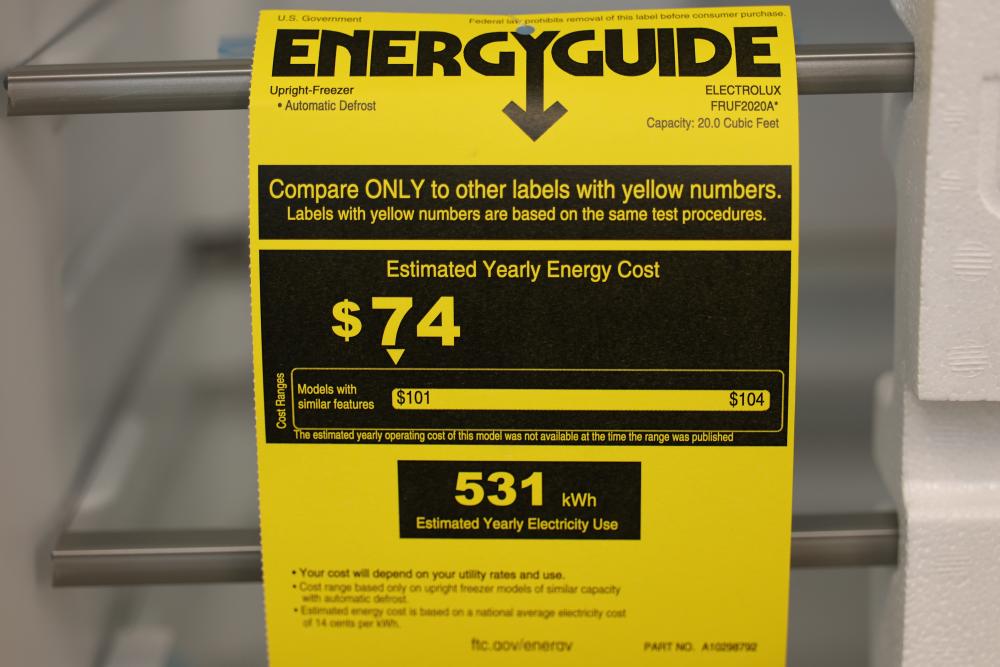 U.S. Government
Federal law prohibits removal of this label before consumer purchase.
ENERGYGUIDE
Upright-Freezer
• Automatic Defrost
ELECTROLUX
FRUF2020A*
Capacity: 20.0 Cubic Feet
Compare ONLY to other labels with yellow numbers.
Labels with yellow numbers are based on the same test procedures.
Estimated Yearly Energy Cost
$74
Cost Ranges
Models with
similar features
$101
$104
The estimated yearly operating cost of this model was not available at the time the range was published
531 kWh
Estimated Yearly Electricity Use
• Your cost will depend on your utility rates and use.
• Cost range based only on upright freezer models of similar capacity
with automatic defrost.
• Estimated energy cost is based on a national average electricity cost
of 14 cents per kWh.
ftc.gov/energy
PART NO. A10298792